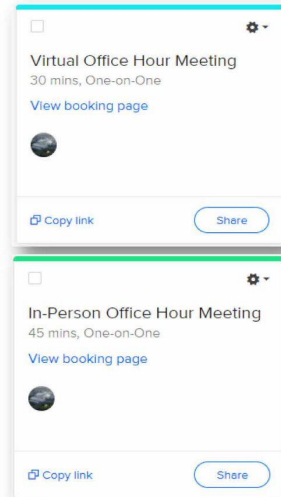 Virtual Office Hour Meeting
30 mins, One-on-One
View booking page
Copy link Share
In-Person Office Hour Meeting
45 mins, One-on-One
View booking page
Copy link Share